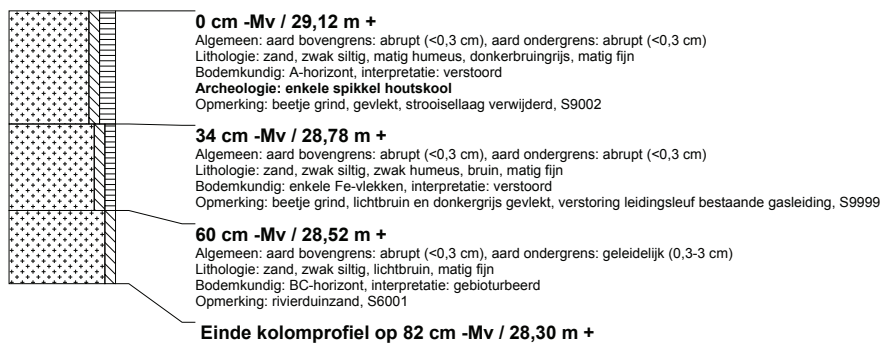 0 cm -Mv / 29,12 m +
Algemeen: aard bovengrens: abrupt (<0,3 cm), aard ondergrens: abrupt (<0,3 cm)
Lithologie: zand, zwak siltig, matig humeus, donkerbruingrijs, matig fijn
Bodemkundig: A-horizont, interpretatie: verstoord
Archeologie: enkele spikkel houtskool
Opmerking: beetje grind, gevlekt, strooisellaag verwijderd, S9002
34 cm -Mv / 28,78 m +
Algemeen: aard bovengrens: abrupt (<0,3 cm), aard ondergrens: abrupt (<0,3 cm)
Lithologie: zand, zwak siltig, zwak humeus, bruin, matig fijn
Bodemkundig: enkele Fe-vlekken, interpretatie: verstoord
Opmerking: beetje grind, lichtbruin en donkergrijs gevlekt, verstoring leidingsleuf bestaande gasleiding, S9999
60 cm -Mv / 28,52 m +
Algemeen: aard bovengrens: abrupt (<0,3 cm), aard ondergrens: geleidelijk (0,3-3 cm)
Lithologie: zand, zwak siltig, lichtbruin, matig fijn
Bodemkundig: BC-horizont, interpretatie: gebioturbeerd
Opmerking: rivierduinzand, S6001
Einde kolomprofiel op 82 cm -Mv / 28,30 m +